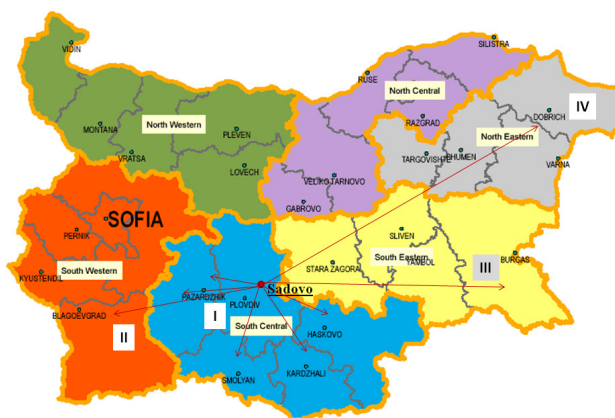 SILISTRA
VIDIN
RUSE
North Central
IV
DOBRICH
MONTANA
North Western
PLEVEN
RAZGRAD
North Eastern
VRATSA
LOVECH
TARGOVISHTE
SHUMEN
VARNA
VELIKO TARNOVO
GABROVO
SOFIA
PERNIK
SLIVEN
South Western
KYUSTENDIL
STARA ZAGORA
South Eastern
YAMBOL
BURGAS
III
PAZARDZHIK
PLOVDIV
Sadovo
BLAGOEVGRAD
II
I
South Central
HASKOVO
SMOLYAN
KARDZHALI